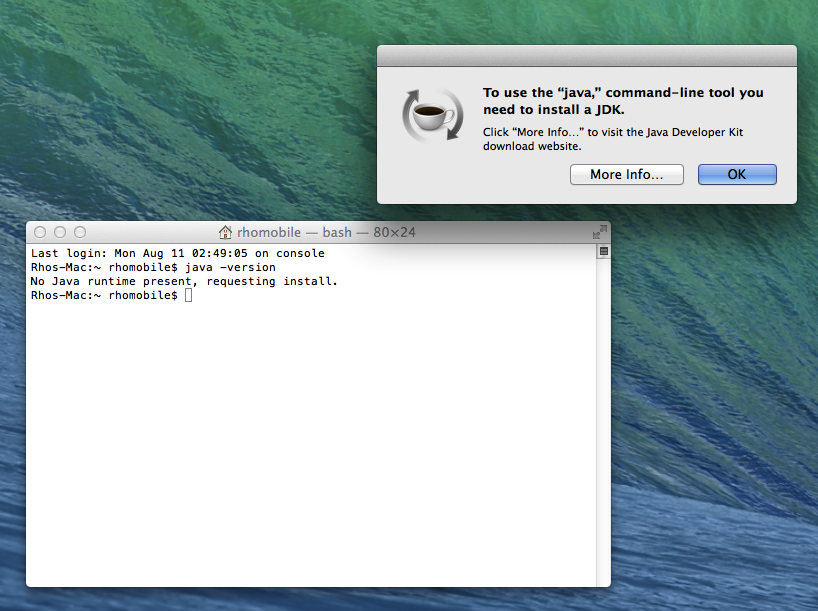 To use the “java,” command-line tool you
need to install a JDK.
Click “More Info...” to visit the Java Developer Kit
download website.
More Info...
OK
rhomobile — bash — 80×24
Last login: Mon Aug 11 02:49:05 on console
Rhos-Mac:~ rhomobile$ java -version
No Java runtime present, requesting install.
Rhos-Mac:~ rhomobile$